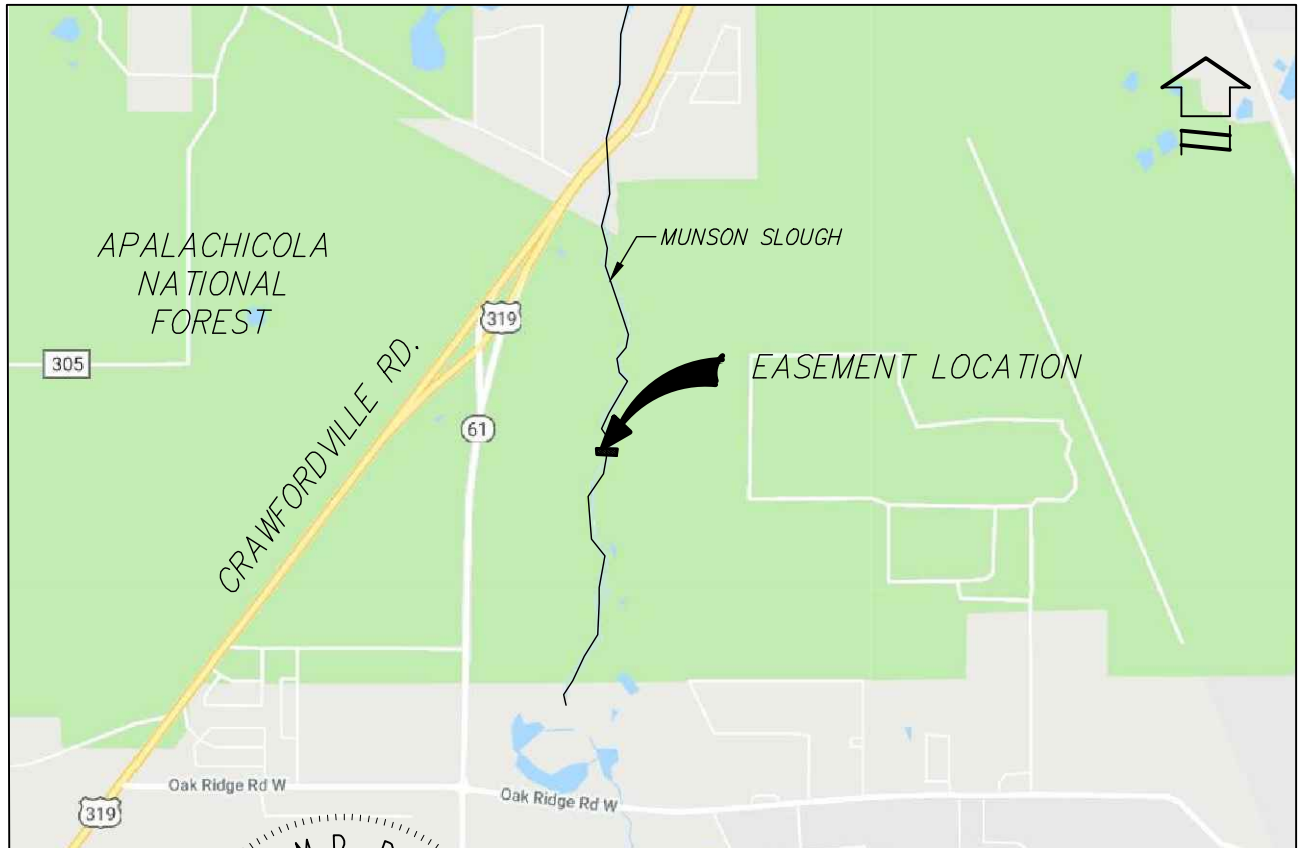 APALACHICOLA
NATIONAL
FOREST
MUNSON SLOUGH
319
305
CRAWFORDVILLE RD.
EASEMENT LOCATION
61
Oak Ridge Rd W
Oak Ridge Rd W
319